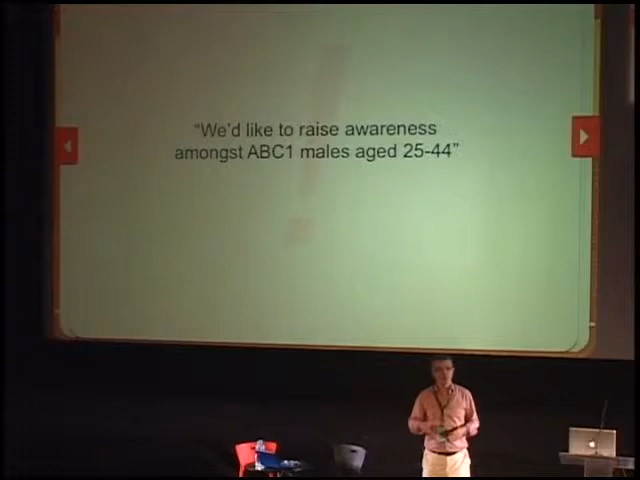 “We’d like to raise awareness
amongst ABC1 males aged 25-44”